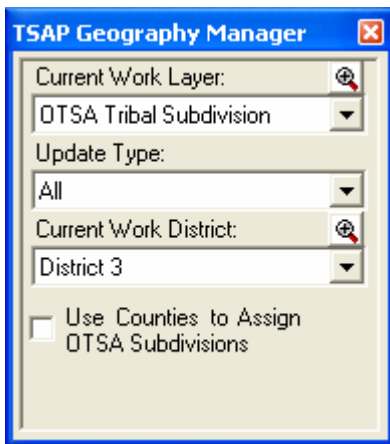 TSAP Geography Manager
Current Work Layer:
OTSA Tribal Subdivision
Update Type:
All
Current Work District:
District 3
Use Counties to Assign
OTSA Subdivisions